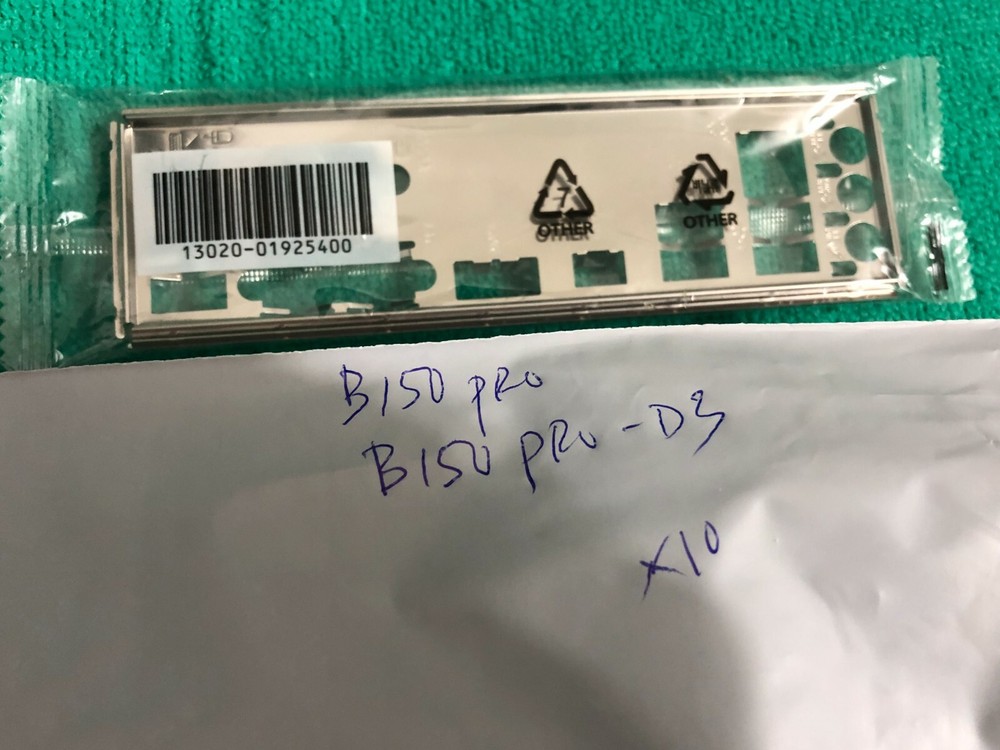 13020-01925400
7
OTHER
OTHER
B150 PRO
B150 PRO-D3
X10